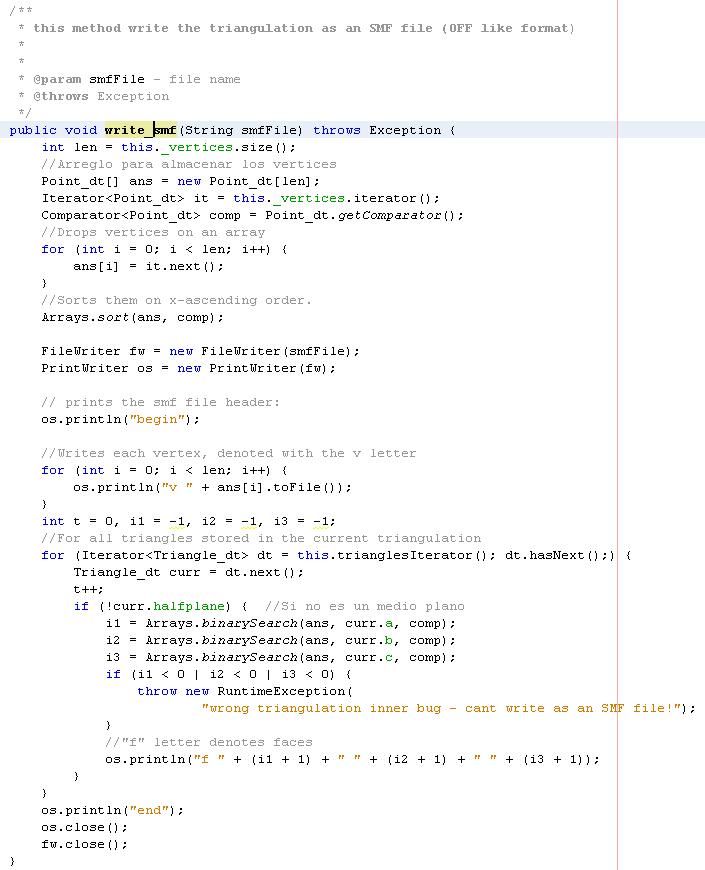 /**
 * this method write the triangulation as an SMF file (OFF like format)
 *
 *
 * @param smfFile - file name
 * @throws Exception
 */
public void write_smf(String smfFile) throws Exception {
    int len = this._vertices.size();
    //Arreglo para almacenar los vertices
    Point_dt[] ans = new Point_dt[len];
    Iterator<Point_dt> it = this._vertices.iterator();
    Comparator<Point_dt> comp = Point_dt.getComparator();
    //Drops vertices on an array
    for (int i = 0; i < len; i++) {
        ans[i] = it.next();
    }
    //Sorts them on x-ascending order.
    Arrays.sort(ans, comp);

    FileWriter fw = new FileWriter(smfFile);
    PrintWriter os = new PrintWriter(fw);

    // prints the smf file header:
    os.println("begin");

    //Writes each vertex, denoted with the v letter
    for (int i = 0; i < len; i++) {
        os.println("v " + ans[i].toFile());
    }
    int t = 0, i1 = -1, i2 = -1, i3 = -1;
    //For all triangles stored in the current triangulation
    for (Iterator<Triangle_dt> dt = this.trianglesIterator(); dt.hasNext();) {
        Triangle_dt curr = dt.next();
        t++;
        if (!curr.halfplane) {  //Si no es un medio plano
            i1 = Arrays.binarySearch(ans, curr.a, comp);
            i2 = Arrays.binarySearch(ans, curr.b, comp);
            i3 = Arrays.binarySearch(ans, curr.c, comp);
            if (i1 < 0 | i2 < 0 | i3 < 0) {
                throw new RuntimeException(
                        "wrong triangulation inner bug - cant write as an SMF file!");
            }
            //"f" letter denotes faces
            os.println("f " + (i1 + 1) + " " + (i2 + 1) + " " + (i3 + 1));
        }
    }
    os.println("end");
    os.close();
    fw.close();
}